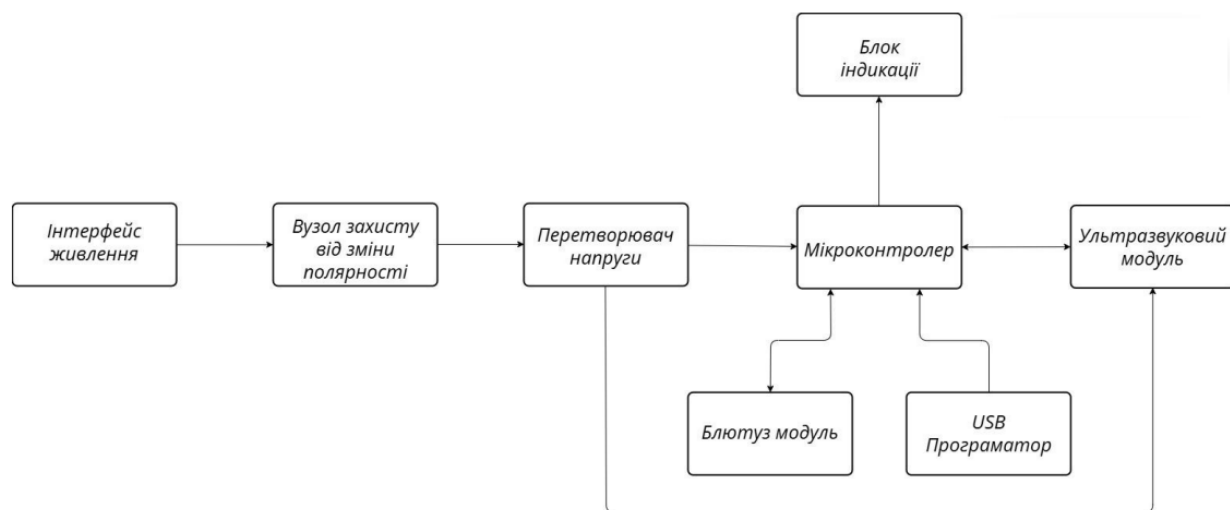 Блок
індикації
Інтерфейс
живлення
Вузол захисту
від зміни
полярності
Перетворювач
напруги
Мікроконтролер
Ультразвуковий
модуль
Блютуз модуль
USB
Програматор